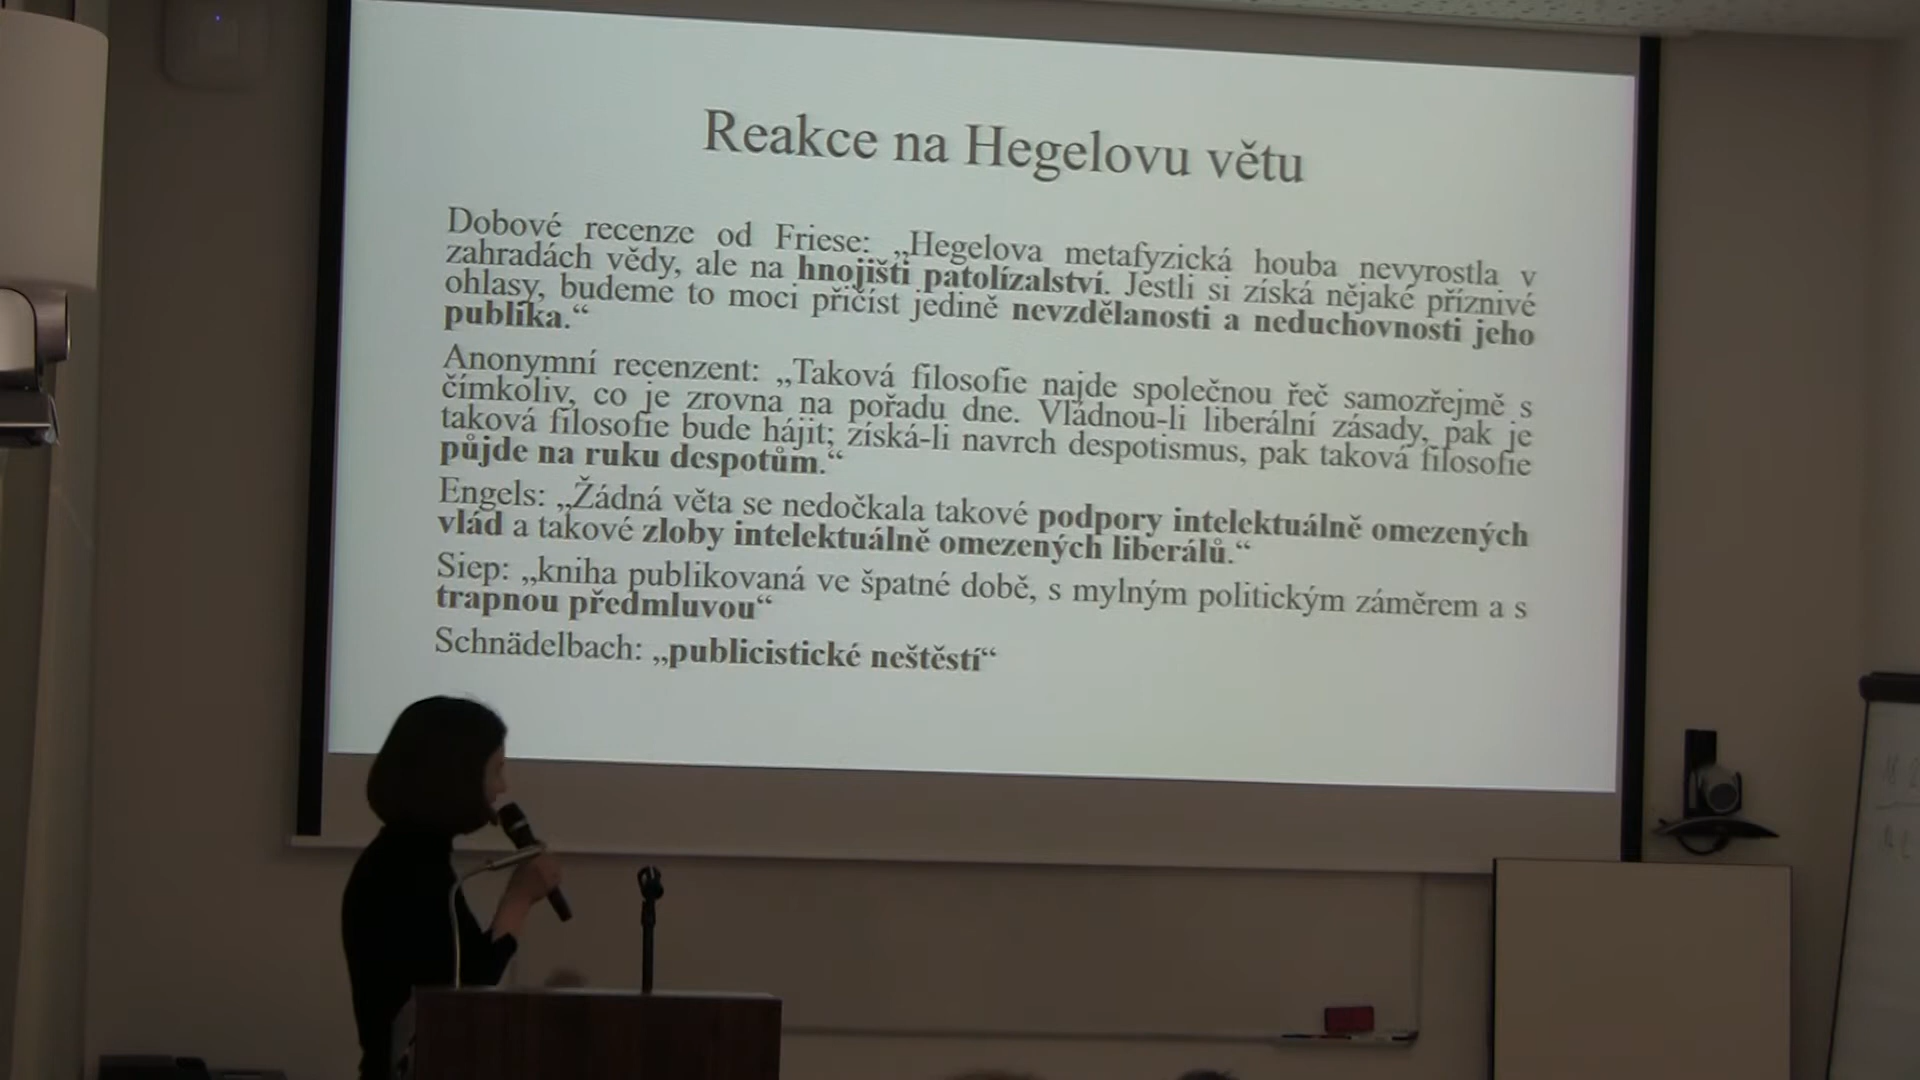 Reakce na Hegelovu větu
Dobové recenze od Friese: „Hegelova metafyzická houba nevyrostla v
zahradách vědy, ale na hnojišti patolízalství. Jestli si získá nějaké příznivé
ohlasy, budeme to moci přičíst jedině nevzdělanosti a neduchovnosti jeho
publika.“
Anonymní recenzent: „Taková filosofie najde společnou řeč samozřejmě s
čímkoliv, co je zrovna na pořadu dne. Vládnou-li liberální zásady, pak je
taková filosofie bude hájit; získá-li navrch despotismus, pak taková filosofie
půjde na ruku despotům.“
Engels: „Žádná věta se nedočkala takové podpory intelektuálně omezených
vlád a takové zloby intelektuálně omezených liberálů.“
Siep: „kniha publikovaná ve špatné době, s mylným politickým záměrem a s
trapnou předmluvou“
Schnädelbach: „publicistické neštěstí“